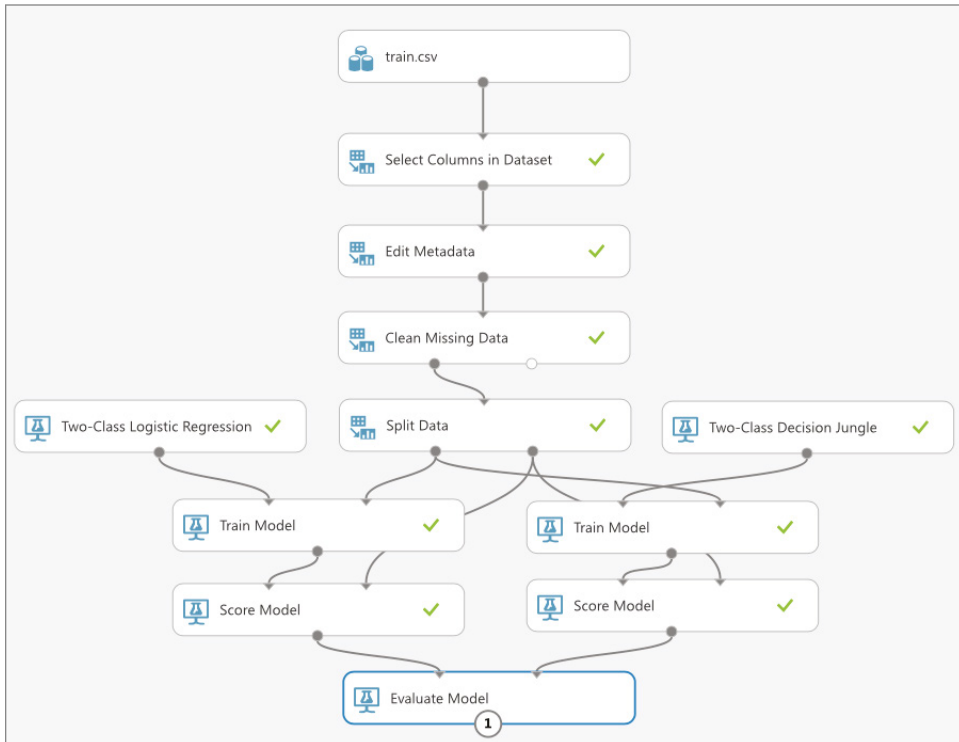 train.csv
Select Columns in Dataset
Edit Metadata
Clean Missing Data
Two-Class Logistic Regression
Split Data
Two-Class Decision Jungle
Train Model
Train Model
Score Model
Score Model
Evaluate Model
1